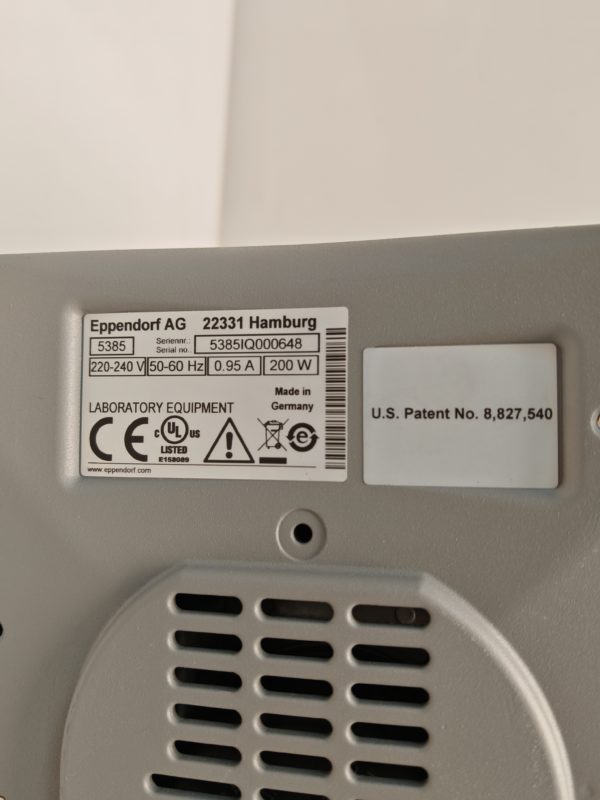 Eppendorf AG 22331 Hamburg
5385 Seriennr.: Serial no. 5385IQ000648
220-240 V 50-60 Hz 0.95 A 200 W
Made in
Germany
LABORATORY EQUIPMENT
CE c UL US
LISTED
E158089
e
www.eppendorf.com
U.S. Patent No. 8,827,540